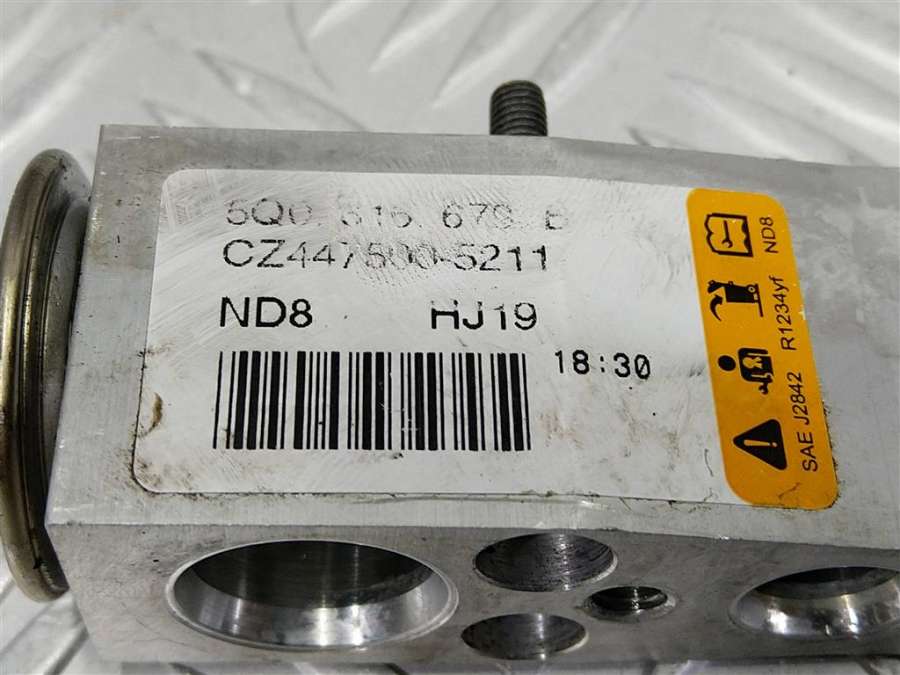 5Q0 816 679 B
CZ447500-5211
ND8 HJ19
18:30
SAE J2842 R1234yf ND8